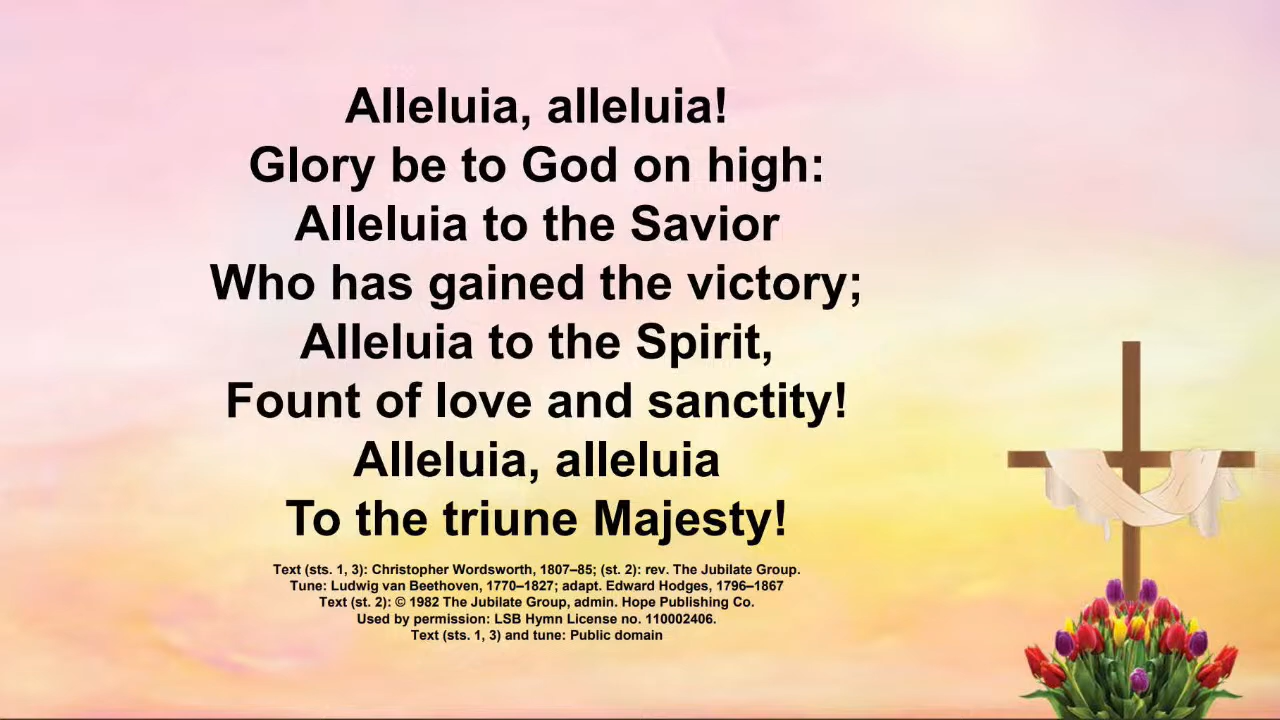 Alleluia, alleluia!
Glory be to God on high:
Alleluia to the Savior
Who has gained the victory;
Alleluia to the Spirit,
Fount of love and sanctity!
Alleluia, alleluia
To the triune Majesty!
Text (sts. 1, 3): Christopher Wordsworth, 1807–85; (st. 2): rev. The Jubilate Group.
Tune: Ludwig van Beethoven, 1770–1827; adapt. Edward Hodges, 1796–1867
Text (st. 2): © 1982 The Jubilate Group, admin. Hope Publishing Co.
Used by permission: LSB Hymn License no. 110002406.
Text (sts. 1, 3) and tune: Public domain